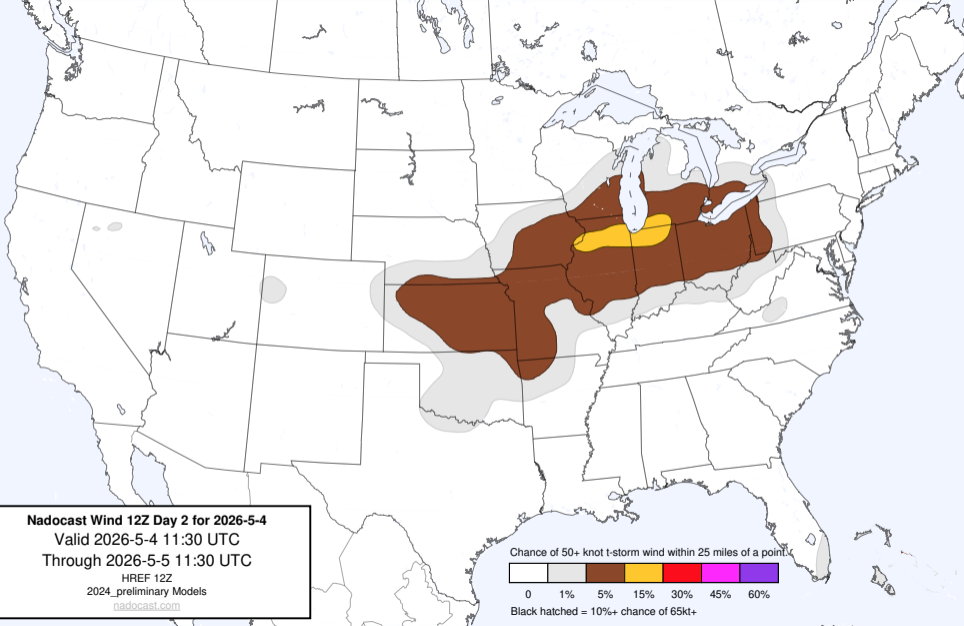 Nadocast Wind 12Z Day 2 for 2026-5-4
Valid 2026-5-4 11:30 UTC
Through 2026-5-5 11:30 UTC
HREF 12Z
2024_preliminary Models
nadocast.com
Chance of 50+ knot t-storm wind within 25 miles of a point.
0 1% 5% 15% 30% 45% 60%
Black hatched = 10%+ chance of 65kt+